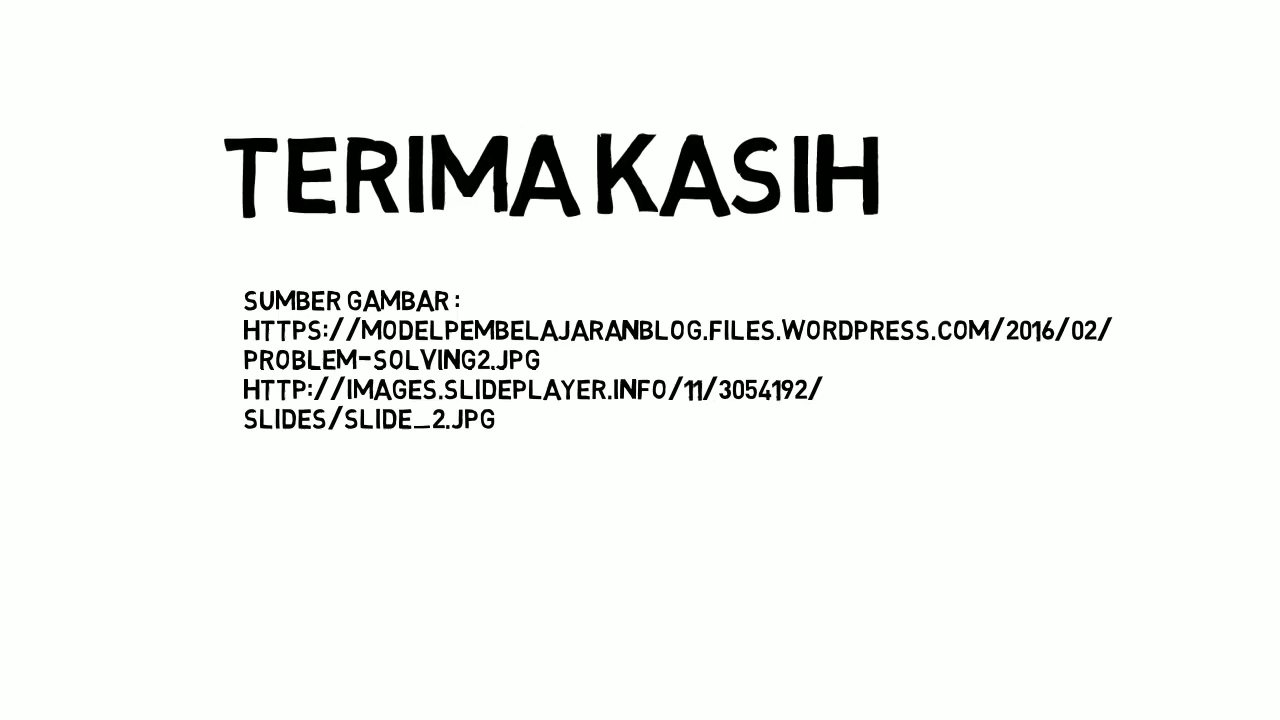 TERIMA KASIH
SUMBER GAMBAR :
HTTPS://MODELPEMBELAJARANBLOG.FILES.WORDPRESS.COM/2016/02/
PROBLEM-SOLVING2.JPG
HTTP://IMAGES.SLIDEPLAYER.INFO/11/3054192/
SLIDES/SLIDE_2.JPG